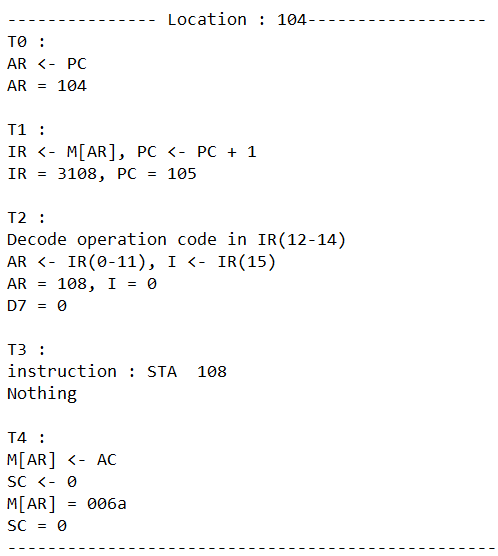 --------------- Location : 104------------------
T0 :
AR <- PC
AR = 104
T1 :
IR <- M[AR], PC <- PC + 1
IR = 3108, PC = 105
T2 :
Decode operation code in IR(12-14)
AR <- IR(0-11), I <- IR(15)
AR = 108, I = 0
D7 = 0
T3 :
instruction : STA  108
Nothing
T4 :
M[AR] <- AC
SC <- 0
M[AR] = 006a
SC = 0
-------------------------------------------------